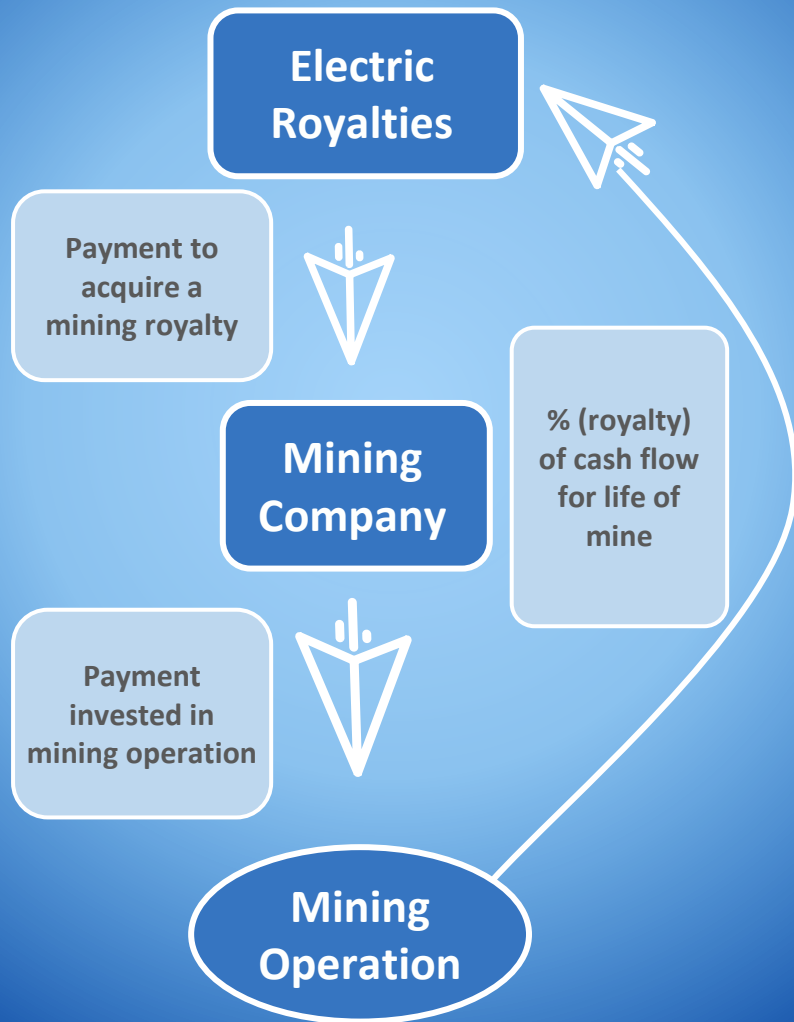 Electric
Royalties
Payment to
acquire a
mining royalty
Mining
Company
% (royalty)
of cash flow
for life of
mine
Payment
invested in
mining operation
Mining
Operation